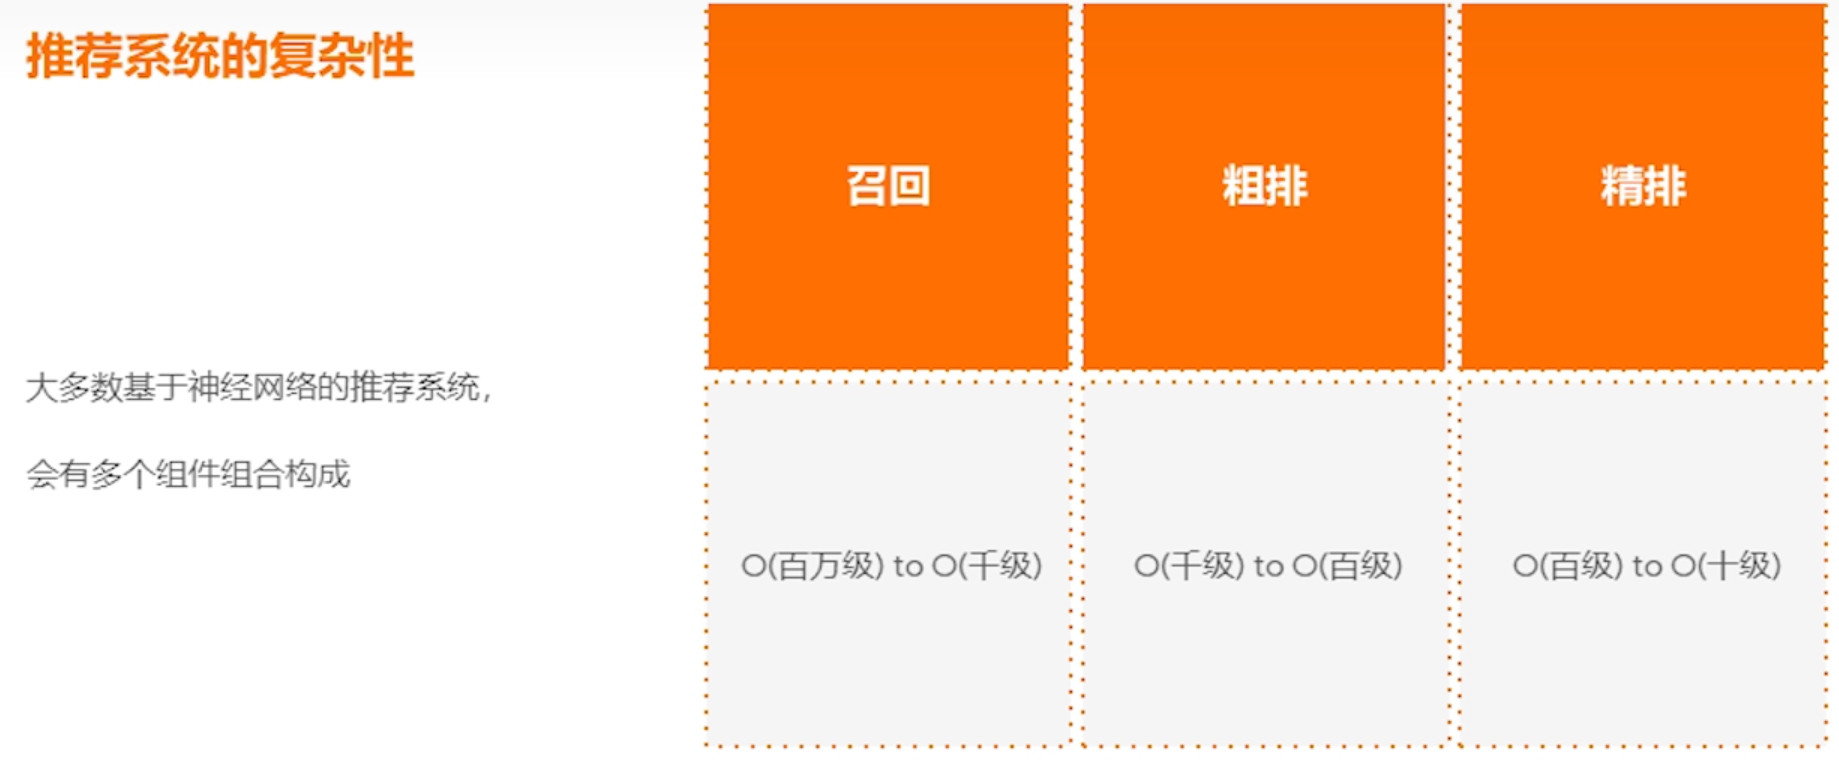 推荐系统的复杂性
大多数基于神经网络的推荐系统，
会有多个组件组合构成
召回
粗排
精排
O(百万级) to O(千级)
O(千级) to O(百级)
O(百级) to O(十级)